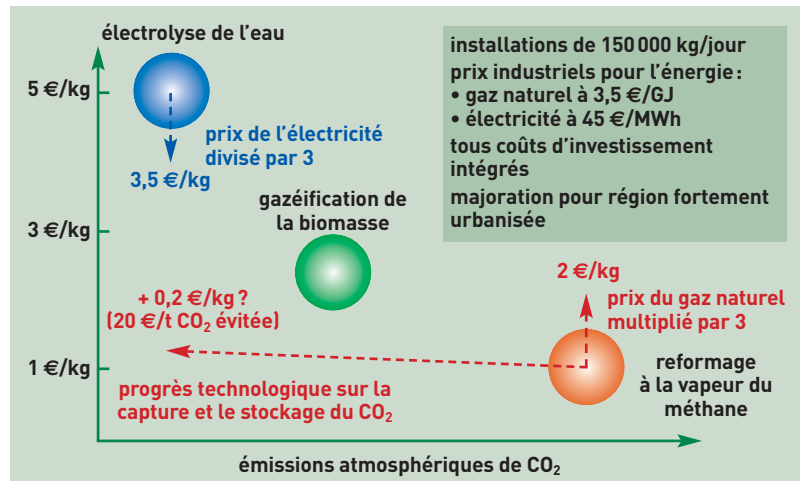 électrolyse de l'eau
5 €/kg
prix de l'électricité
divisé par 3
3,5 €/kg
installations de 150 000 kg/jour
prix industriels pour l'énergie :
• gaz naturel à 3,5 €/GJ
• électricité à 45 €/MWh
tous coûts d'investissement
intégrés
majoration pour région fortement
urbanisée
gazéification de
la biomasse
3 €/kg
+ 0,2 €/kg ?
(20 €/t CO₂ évitée)
2 €/kg
prix du gaz naturel
multiplié par 3
1 €/kg
progrès technologique sur la
capture et le stockage du CO₂
reformage
à la vapeur du
méthane
émissions atmosphériques de CO₂